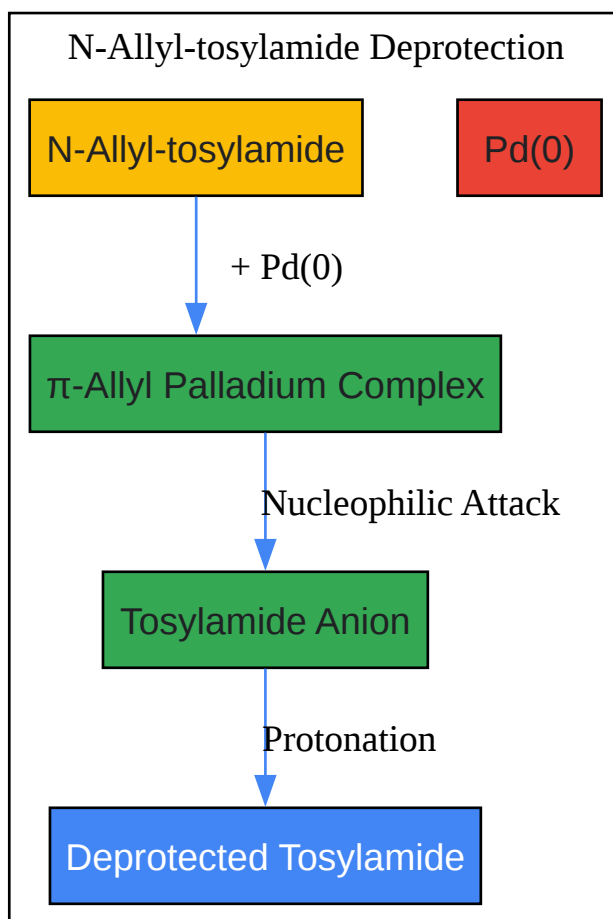 N-Allyl-tosylamide Deprotection
N-Allyl-tosylamide
Pd(0)
+ Pd(0)
π-Allyl Palladium Complex
Nucleophilic Attack
Tosylamide Anion
Protonation
Deprotected Tosylamide